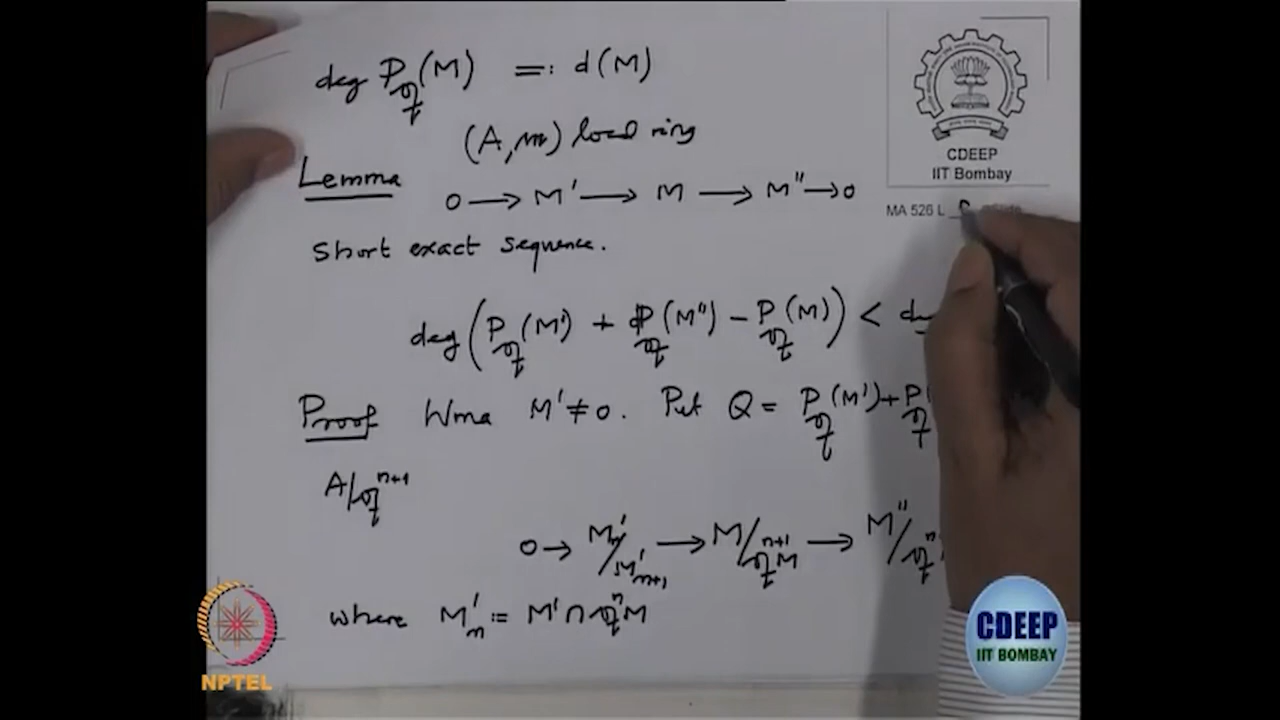 deg P_𝔮(M) =: d(M)
(A, 𝔪) local ring
Lemma 0 → M' → M → M'' → 0
Short exact sequence.
deg(P_𝔮(M') + P_𝔮(M'') − P_𝔮(M)) <
Proof Wma M' ≠ 0. Put Q = P_𝔮(M') +
A/𝔮^{n+1}
0 → M'_n/M'_{n+1} → M/𝔮^{n+1}M → M''/
where M'_n := M' ∩ 𝔮^n M
CDEEP
IIT Bombay
MA 526 L
NPTEL
CDEEP
IIT BOMBAY